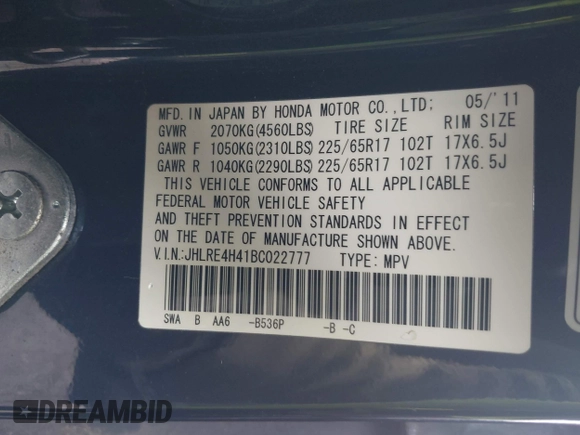 MFD. IN JAPAN BY HONDA MOTOR CO., LTD: 05/'11
GVWR 2070KG(4560LBS) TIRE SIZE RIM SIZE
GAWR F 1050KG(2310LBS) 225/65R17 102T 17X6.5J
GAWR R 1040KG(2290LBS) 225/65R17 102T 17X6.5J
THIS VEHICLE CONFORMS TO ALL APPLICABLE
FEDERAL MOTOR VEHICLE SAFETY
AND THEFT PREVENTION STANDARDS IN EFFECT
ON THE DATE OF MANUFACTURE SHOWN ABOVE.
V.I.N:JHLRE4H41BC022777 TYPE: MPV
SWA B AA6 -B536P -B -C
DREAMBID